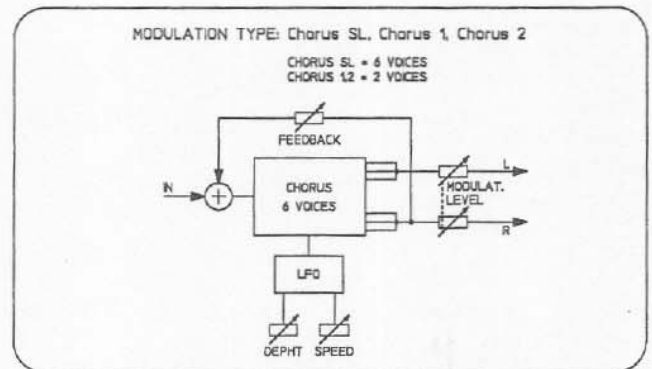 MODULATION TYPE: Chorus SL, Chorus 1, Chorus 2
CHORUS SL = 6 VOICES
CHORUS 1,2 = 2 VOICES
FEEDBACK
IN
+
CHORUS
6 VOICES
L
MODULAT.
LEVEL
R
LFO
DEPHT
SPEED